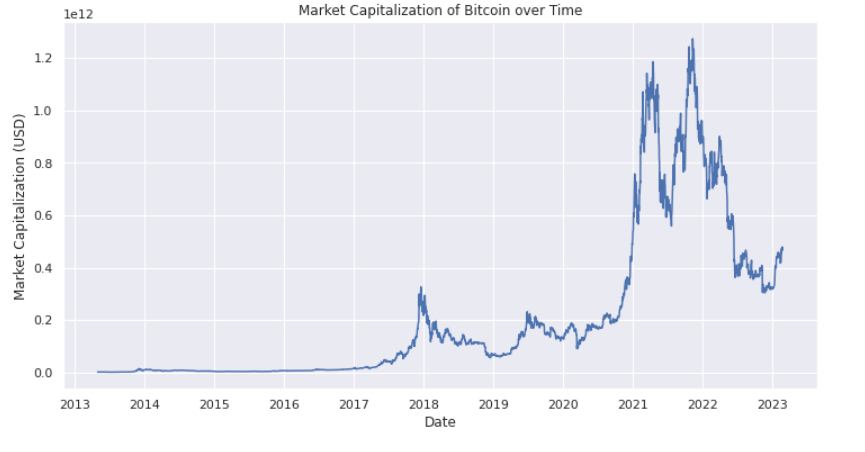 Market Capitalization of Bitcoin over Time
1e12
1.2
1.0
0.8
0.6
0.4
0.2
0.0
Market Capitalization (USD)
2013 2014 2015 2016 2017 2018 2019 2020 2021 2022 2023
Date